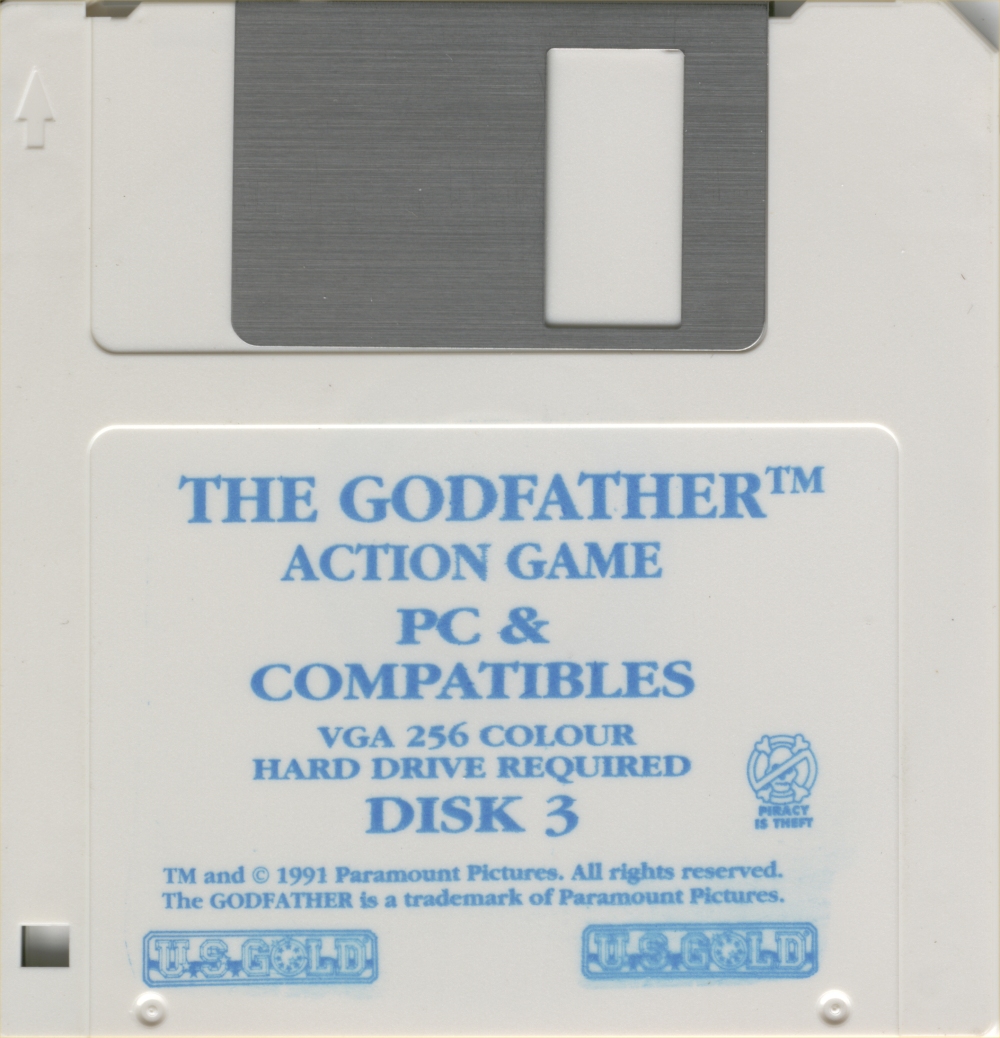 THE GODFATHER™
ACTION GAME
PC &
COMPATIBLES
VGA 256 COLOUR
HARD DRIVE REQUIRED
DISK 3
PIRACY
IS THEFT
TM and © 1991 Paramount Pictures. All rights reserved.
The GODFATHER is a trademark of Paramount Pictures.
U.S. GOLD
U.S. GOLD